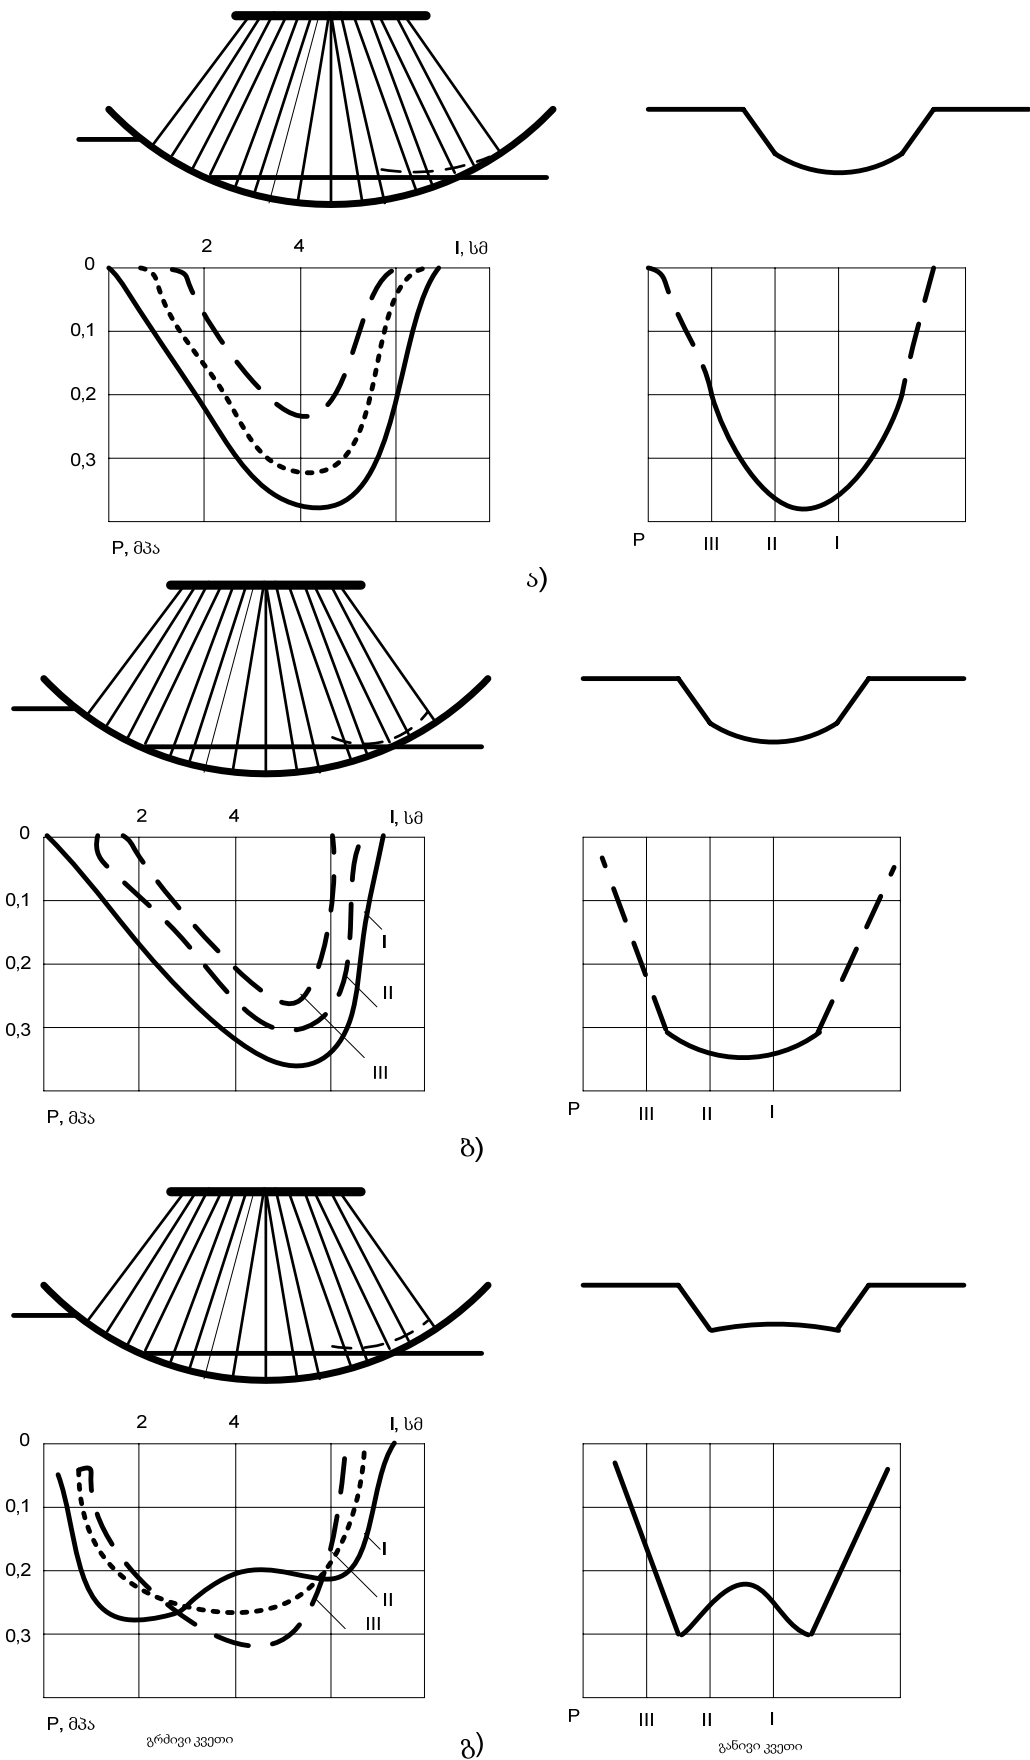 2 4 I, სმ
0
0,1
0,2
0,3
P, მპა
P III II I
ა)
2 4 I, სმ
0
0,1
0,2
0,3
I
II
III
P, მპა
P III II I
ბ)
2 4 I, სმ
0
0,1
0,2
0,3
I
II
III
P, მპა
P III II I
გრძივი კვეთი
გ)
განივი კვეთი